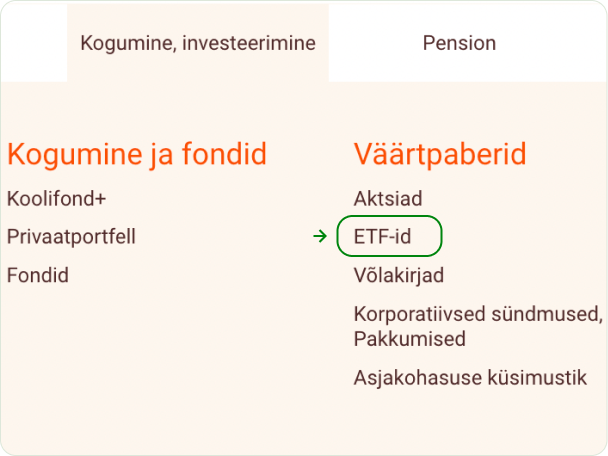 Kogumine, investeerimine
Pension
Kogumine ja fondid
Koolifond+
Privaatportfell
Fondid
Väärtpaberid
Aktsiad
ETF-id
Võlakirjad
Korporatiivsed sündmused,
Pakkumised
Asjakohasuse küsimustik